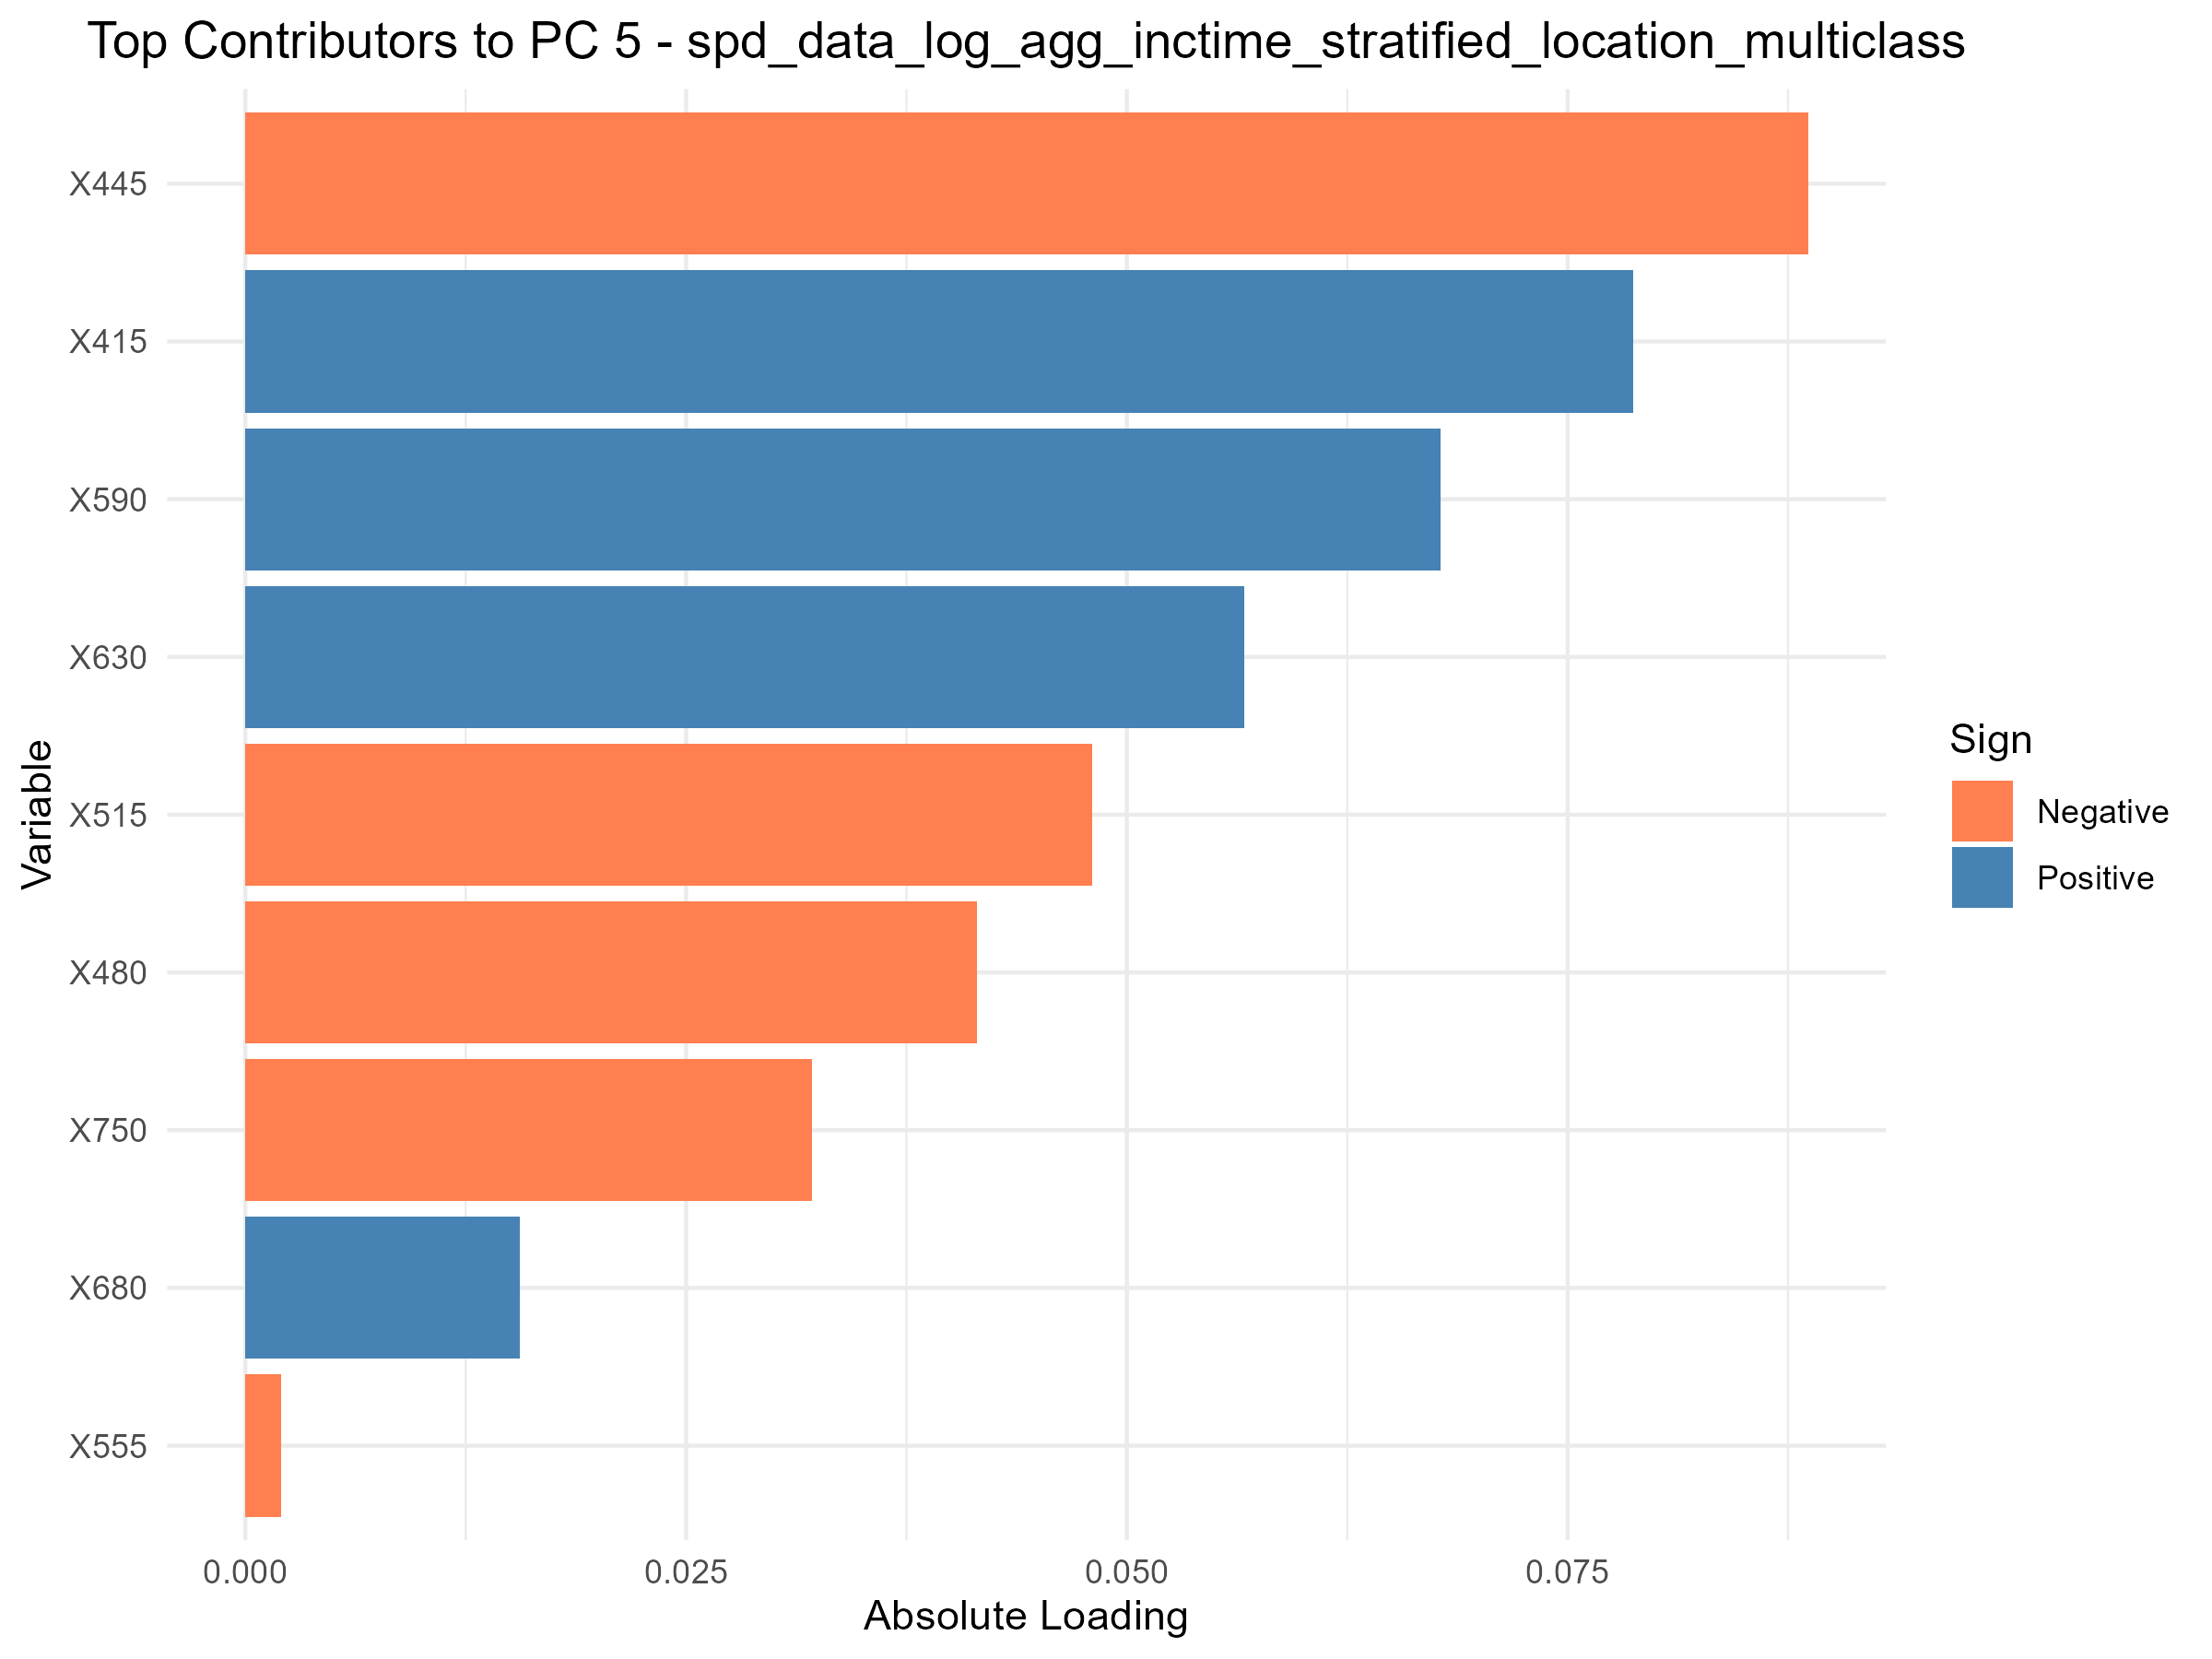 Top Contributors to PC 5 - spd_data_log_agg_inctime_stratified_location_multiclass
X445
X415
X590
X630
X515
X480
X750
X680
X555
Variable
0.000 0.025 0.050 0.075
Absolute Loading
Sign
Negative
Positive